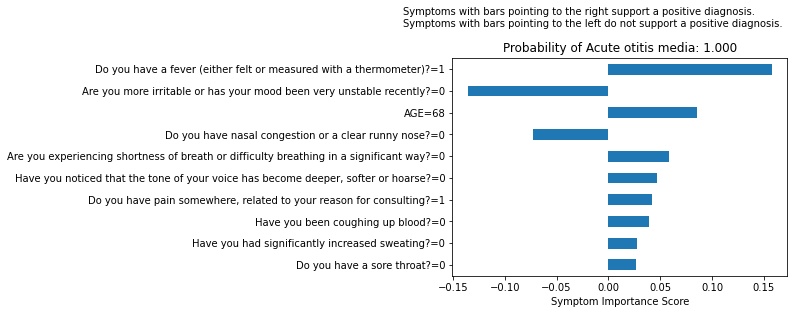 Symptoms with bars pointing to the right support a positive diagnosis.
Symptoms with bars pointing to the left do not support a positive diagnosis.
Probability of Acute otitis media: 1.000
Do you have a fever (either felt or measured with a thermometer)?=1
Are you more irritable or has your mood been very unstable recently?=0
AGE=68
Do you have nasal congestion or a clear runny nose?=0
Are you experiencing shortness of breath or difficulty breathing in a significant way?=0
Have you noticed that the tone of your voice has become deeper, softer or hoarse?=0
Do you have pain somewhere, related to your reason for consulting?=1
Have you been coughing up blood?=0
Have you had significantly increased sweating?=0
Do you have a sore throat?=0
−0.15 −0.10 −0.05 0.00 0.05 0.10 0.15
Symptom Importance Score